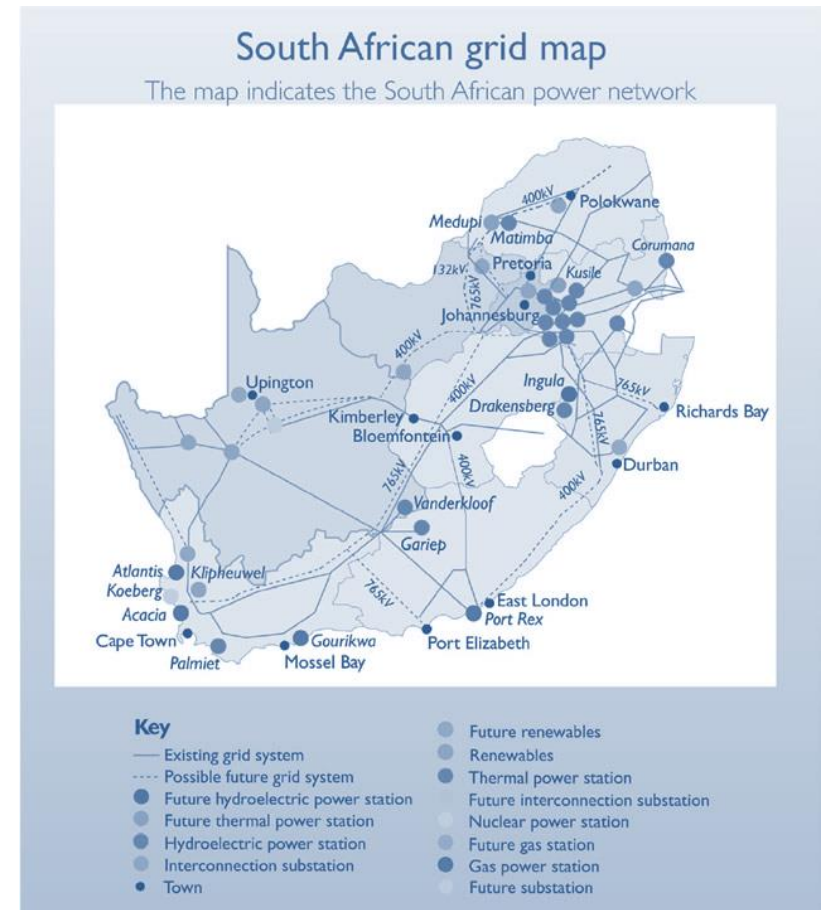 South African grid map
The map indicates the South African power network
400kV
Polokwane
Medupi
Matimba
Corumana
132kV
Pretoria
Kusile
765kV
Johannesburg
400kV
400kV
Ingula
765kV
Upington
Drakensberg
Richards Bay
Kimberley
Bloemfontein
765kV
Durban
765kV
400kV
400kV
Vanderkloof
Gariep
Atlantis
Klipheuwel
Koeberg
765kV
East London
Acacia
Port Rex
Cape Town
Gourikwa
Port Elizabeth
Palmiet
Mossel Bay
Key
Existing grid system
Possible future grid system
Future hydroelectric power station
Future thermal power station
Hydroelectric power station
Interconnection substation
Town
Future renewables
Renewables
Thermal power station
Future interconnection substation
Nuclear power station
Future gas station
Gas power station
Future substation